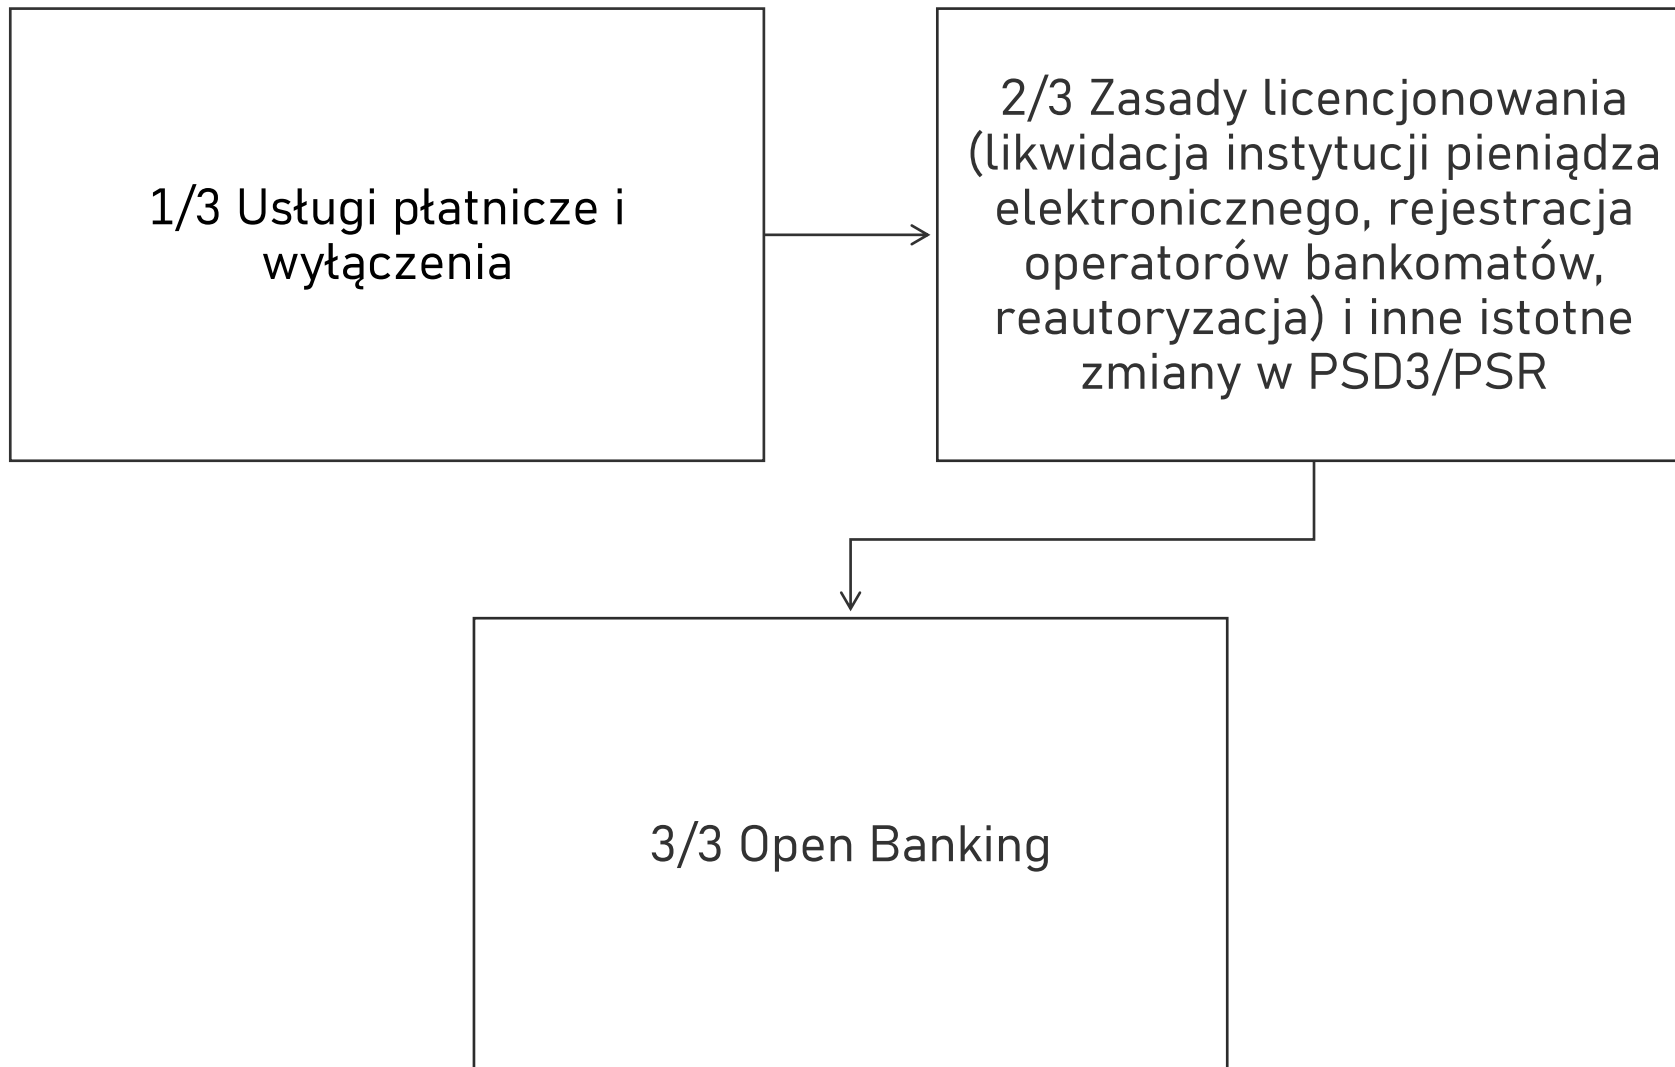 1/3 Usługi płatnicze i
wyłączenia
2/3 Zasady licencjonowania
(likwidacja instytucji pieniądza
elektronicznego, rejestracja
operatorów bankomatów,
reautoryzacja) i inne istotne
zmiany w PSD3/PSR
3/3 Open Banking